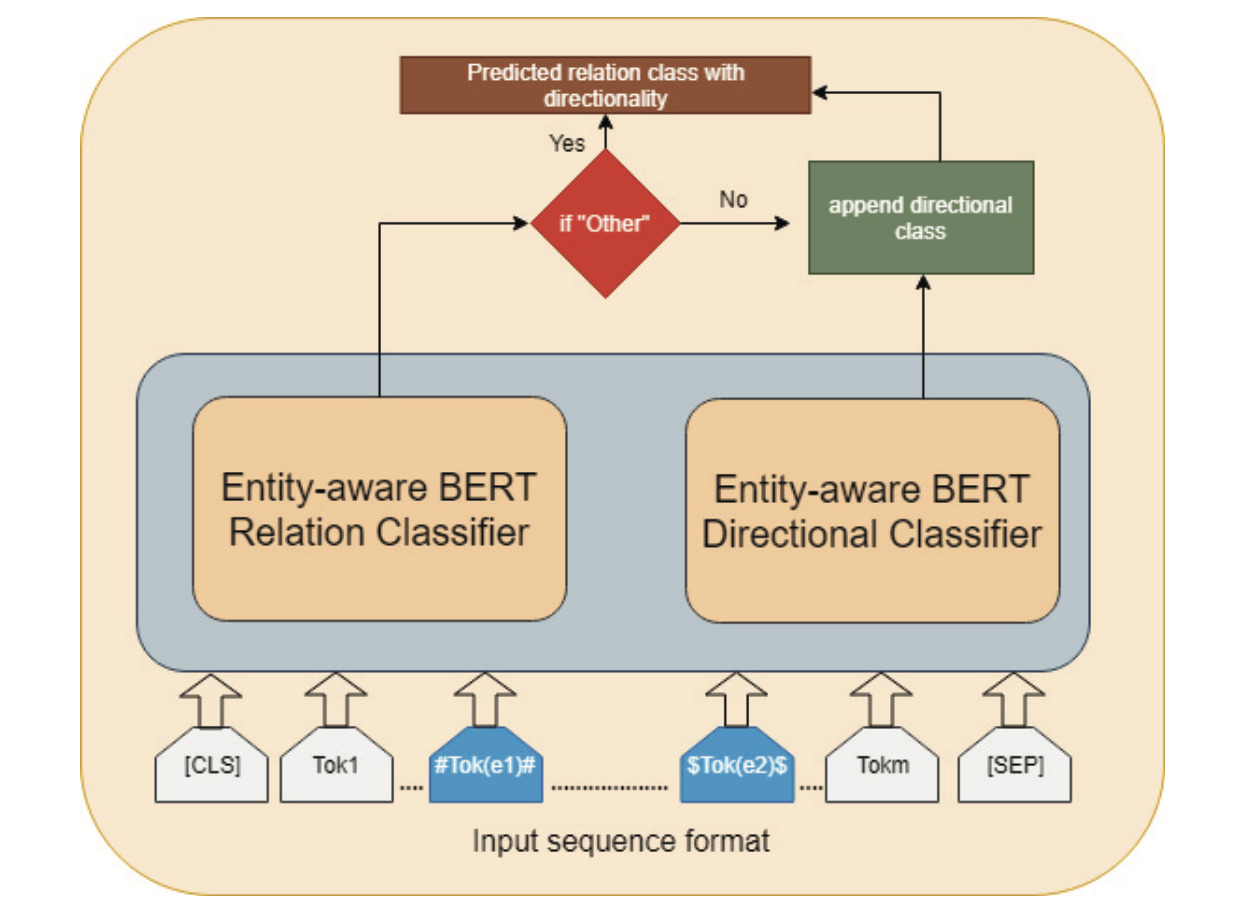 Predicted relation class with
directionality
Yes
if "Other"
No
append directional
class
Entity-aware BERT
Relation Classifier
Entity-aware BERT
Directional Classifier
[CLS]
Tok1
....
#Tok(e1)#
...................
$Tok(e2)$
....
Tokm
[SEP]
Input sequence format